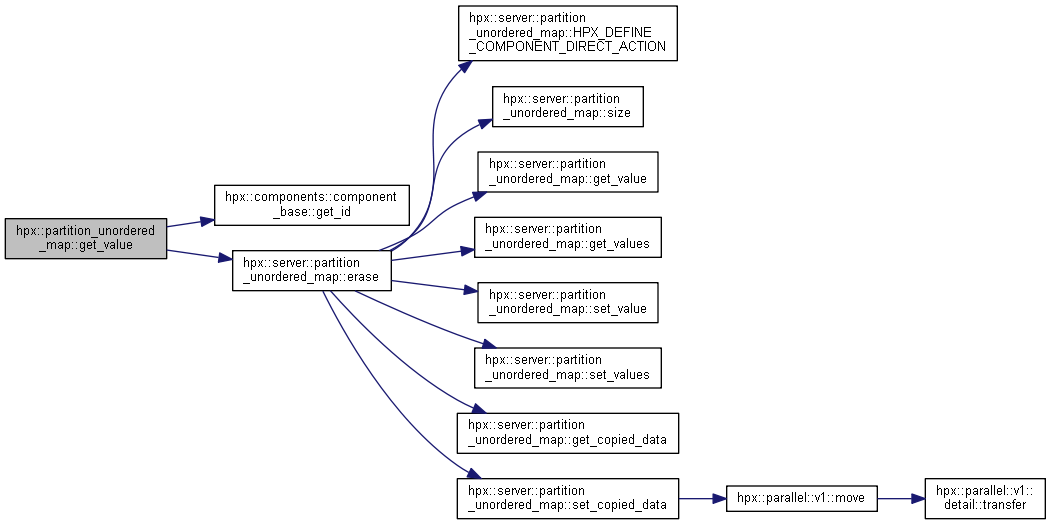 hpx::server::partition
_unordered_map::HPX_DEFINE
_COMPONENT_DIRECT_ACTION
hpx::server::partition
_unordered_map::size
hpx::server::partition
_unordered_map::get_value
hpx::components::component
_base::get_id
hpx::partition_unordered
_map::get_value
hpx::server::partition
_unordered_map::get_values
hpx::server::partition
_unordered_map::erase
hpx::server::partition
_unordered_map::set_value
hpx::server::partition
_unordered_map::set_values
hpx::server::partition
_unordered_map::get_copied_data
hpx::server::partition
_unordered_map::set_copied_data
hpx::parallel::v1::move
hpx::parallel::v1::
detail::transfer